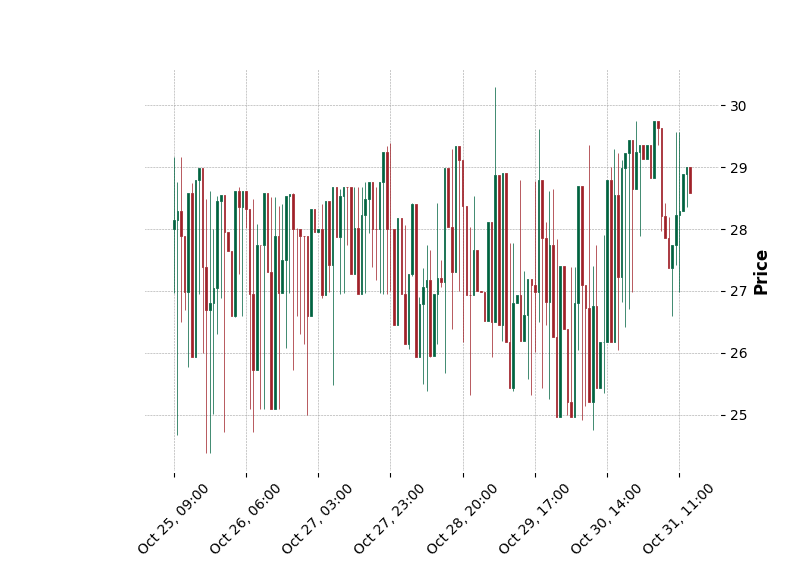 30
29
28
27
26
25
Price
Oct 25, 09:00
Oct 26, 06:00
Oct 27, 03:00
Oct 27, 23:00
Oct 28, 20:00
Oct 29, 17:00
Oct 30, 14:00
Oct 31, 11:00